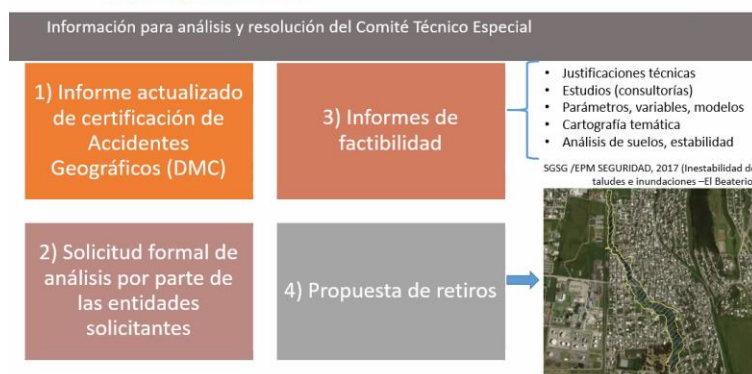 Información para análisis y resolución del Comité Técnico Especial
1) Informe actualizado
de certificación de
Accidentes
Geográficos (DMC)
3) Informes de
factibilidad
• Justificaciones técnicas
• Estudios (consultorías)
• Parámetros, variables, modelos
• Cartografía temática
• Análisis de suelos, estabilidad
SGSG /EPM SEGURIDAD, 2017 (Inestabilidad de
taludes e inundaciones –El Beaterio
2) Solicitud formal de
análisis por parte de
las entidades
solicitantes
4) Propuesta de retiros